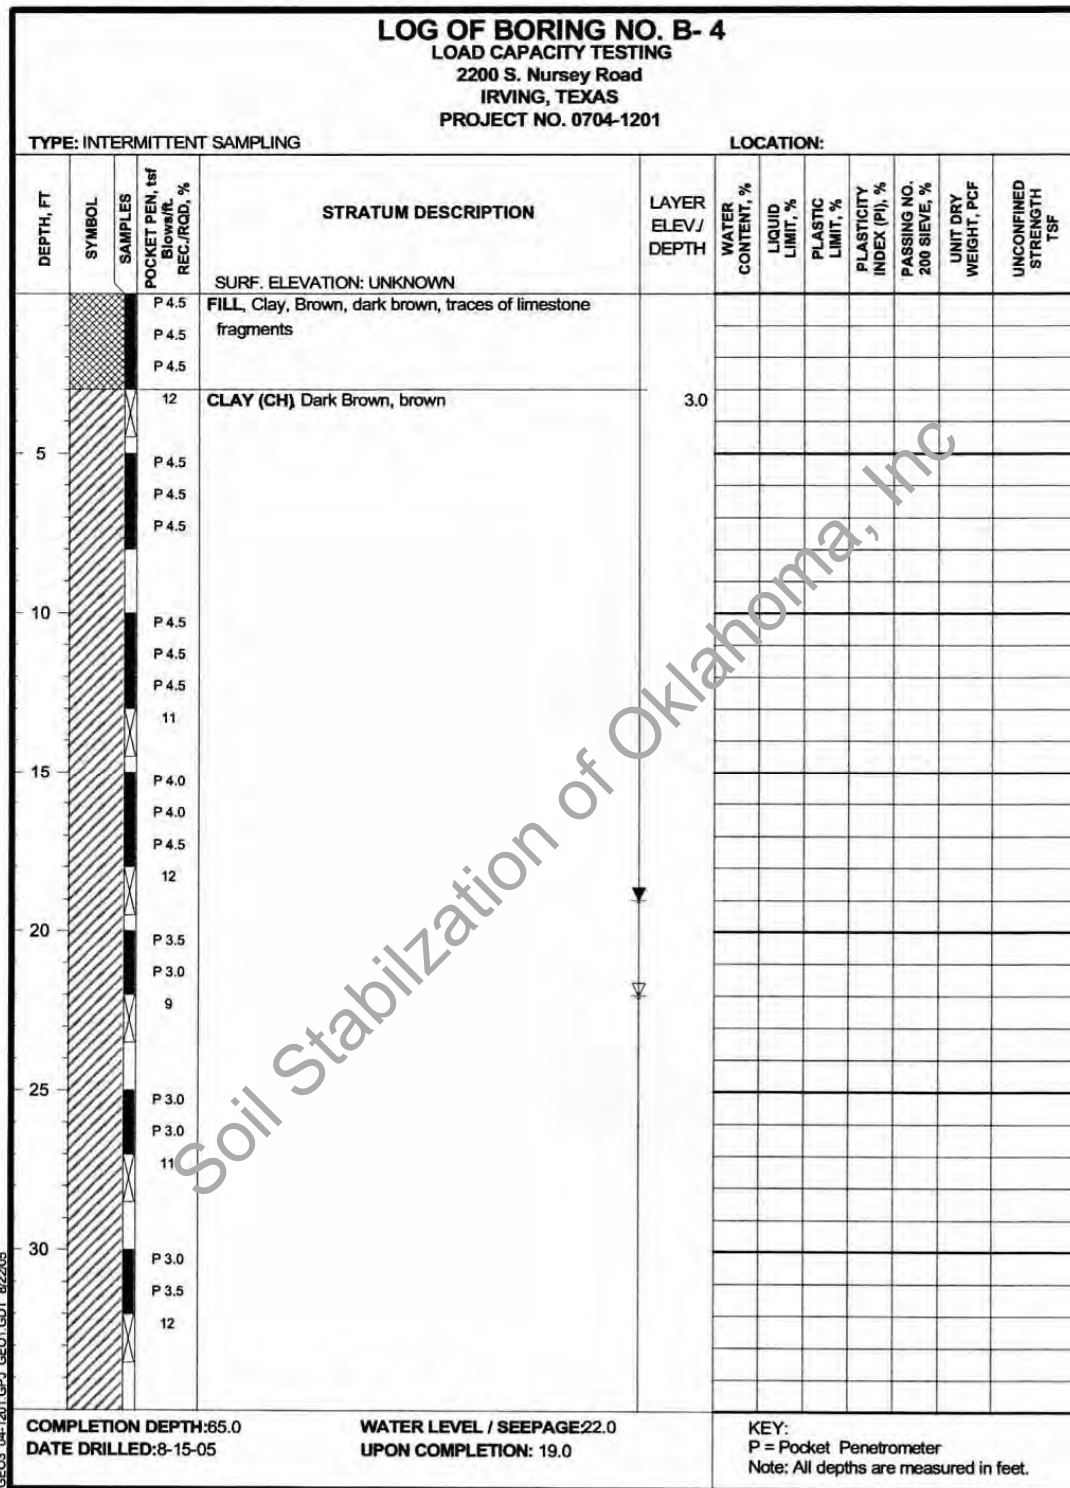 LOG OF BORING NO. B- 4
LOAD CAPACITY TESTING
2200 S. Nursey Road
IRVING, TEXAS
PROJECT NO. 0704-1201
TYPE: INTERMITTENT SAMPLING LOCATION:
DEPTH, FT
SYMBOL
SAMPLES
POCKET PEN, tsf
Blows/ft.
REC./RQD, %
STRATUM DESCRIPTION
SURF. ELEVATION: UNKNOWN
LAYER
ELEV./
DEPTH
WATER
CONTENT, %
LIQUID
LIMIT, %
PLASTIC
LIMIT, %
PLASTICITY
INDEX (PI), %
PASSING NO.
200 SIEVE, %
UNIT DRY
WEIGHT, PCF
UNCONFINED
STRENGTH
TSF
P 4.5 FILL, Clay, Brown, dark brown, traces of limestone
P 4.5 fragments
P 4.5
12 CLAY (CH) Dark Brown, brown 3.0
5 P 4.5
P 4.5
P 4.5
10 P 4.5
P 4.5
P 4.5
11
15 P 4.0
P 4.0
P 4.5
12
20 P 3.5
P 3.0
9
25 P 3.0
P 3.0
11
30 P 3.0
P 3.5
12
Soil Stabilzation of Oklahoma, Inc
COMPLETION DEPTH:65.0 WATER LEVEL / SEEPAGE:22.0 KEY:
DATE DRILLED:8-15-05 UPON COMPLETION: 19.0 P = Pocket Penetrometer
Note: All depths are measured in feet.
04-1201.GPJ GEO1.GDT 8/22/05